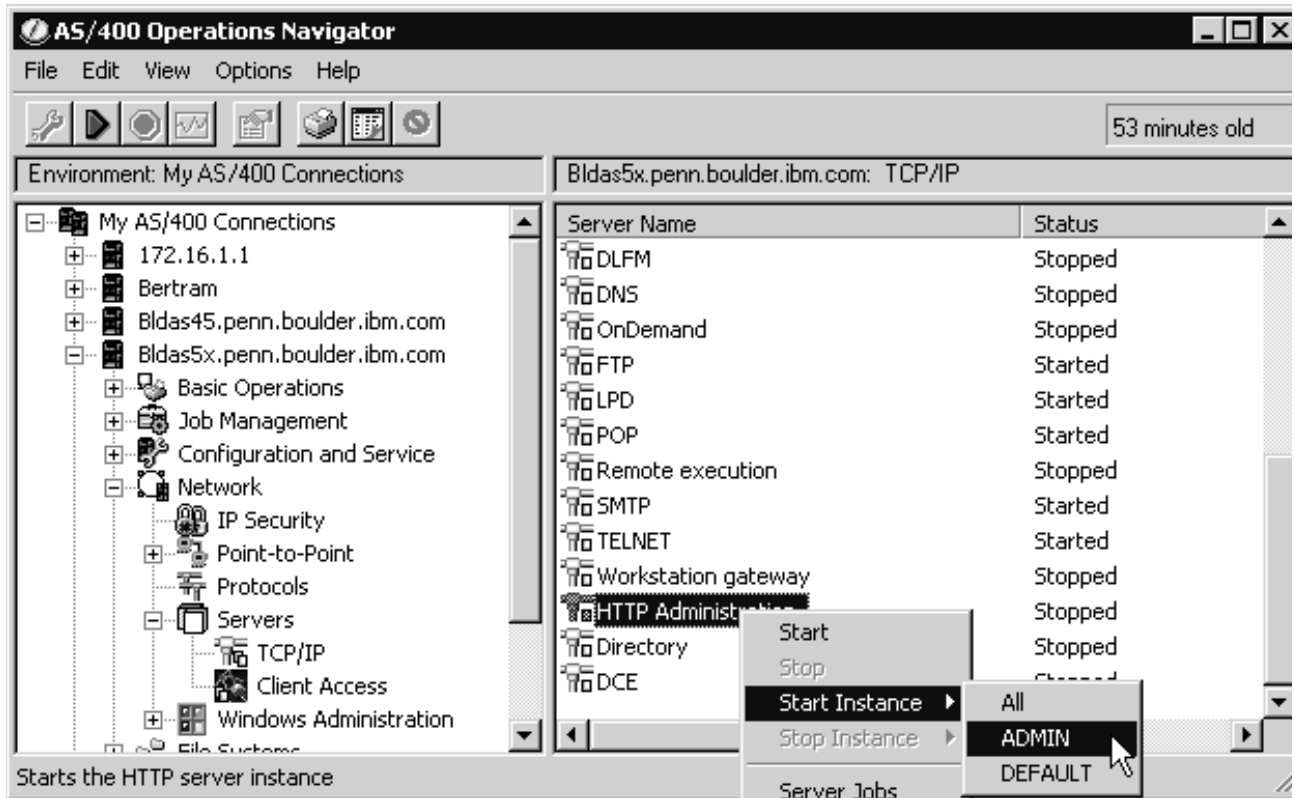 AS/400 Operations Navigator
File Edit View Options Help
53 minutes old
Environment: My AS/400 Connections
Bldas5x.penn.boulder.ibm.com: TCP/IP
My AS/400 Connections
172.16.1.1
Bertram
Bldas45.penn.boulder.ibm.com
Bldas5x.penn.boulder.ibm.com
Basic Operations
Job Management
Configuration and Service
Network
IP Security
Point-to-Point
Protocols
Servers
TCP/IP
Client Access
Windows Administration
File Systems
Server Name Status
DLFM Stopped
DNS Stopped
OnDemand Stopped
FTP Started
LPD Started
POP Started
Remote execution Stopped
SMTP Started
TELNET Started
Workstation gateway Stopped
HTTP Administration Stopped
Directory Stopped
DCE Stopped
Start
Stop
Start Instance
Stop Instance
Server Jobs
All
ADMIN
DEFAULT
Starts the HTTP server instance